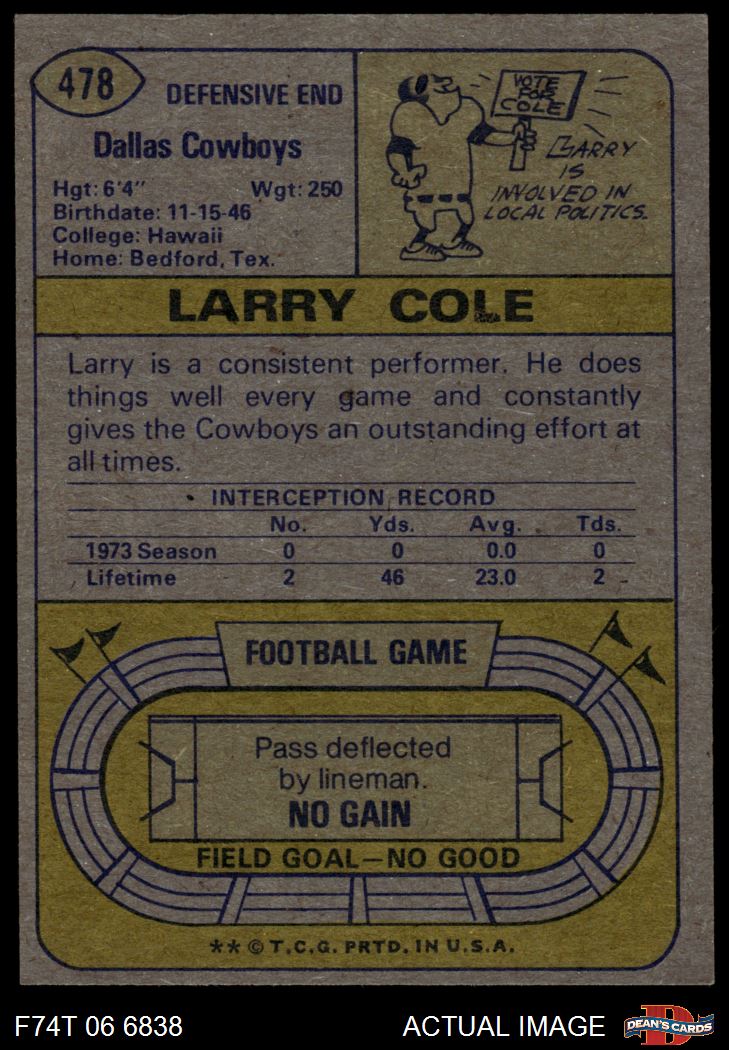 478
DEFENSIVE END
Dallas Cowboys
Hgt: 6'4" Wgt: 250
Birthdate: 11-15-46
College: Hawaii
Home: Bedford, Tex.
VOTE
FOR
COLE
LARRY
IS
INVOLVED IN
LOCAL POLITICS.
LARRY COLE
Larry is a consistent performer. He does
things well every game and constantly
gives the Cowboys an outstanding effort at
all times.
INTERCEPTION RECORD
No. Yds. Avg. Tds.
1973 Season 0 0 0.0 0
Lifetime 2 46 23.0 2
FOOTBALL GAME
Pass deflected
by lineman.
NO GAIN
FIELD GOAL—NO GOOD
** © T.C.G. PRTD. IN U.S.A.
F74T 06 6838 ACTUAL IMAGE
D
DEAN'S CARDS